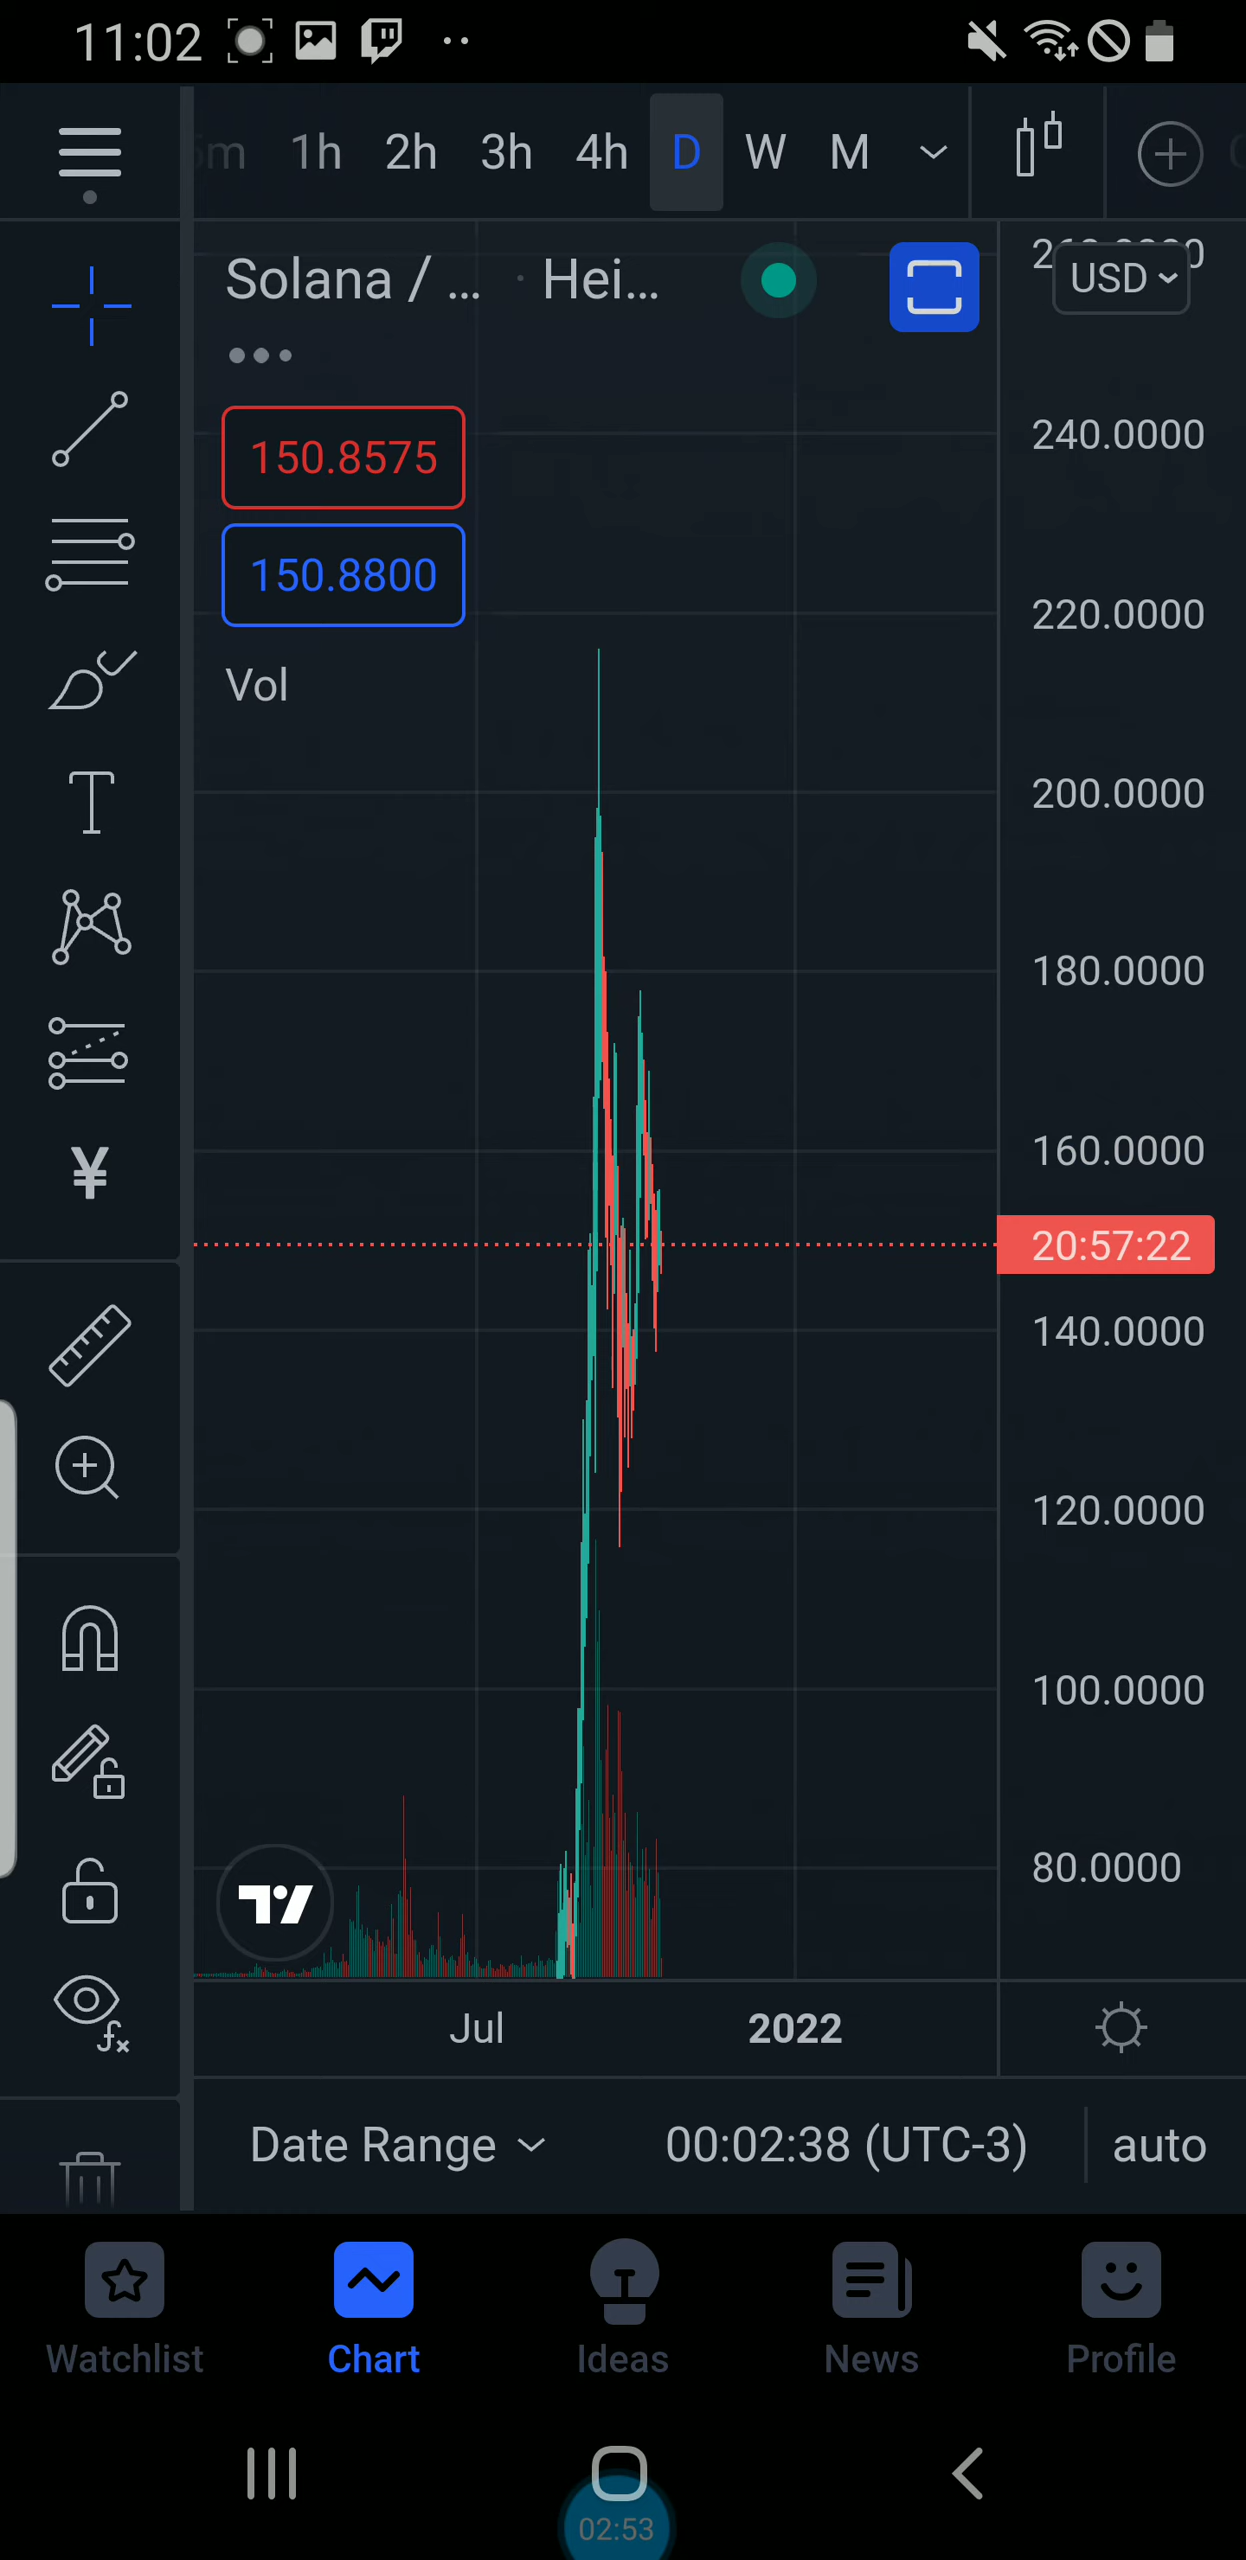 11:02
1h 2h 3h 4h D W M
Solana / ... · Hei...
USD
150.8575
150.8800
Vol
240.0000
220.0000
200.0000
180.0000
160.0000
20:57:22
140.0000
120.0000
100.0000
80.0000
Jul 2022
Date Range 00:02:38 (UTC-3) auto
Watchlist Chart Ideas News Profile
02:53